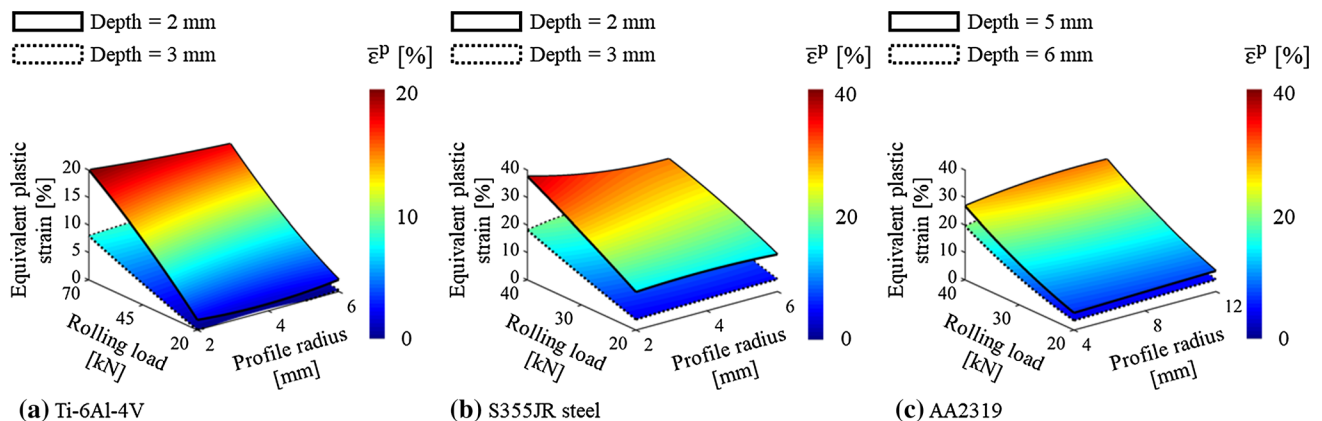 Depth = 2 mm
Depth = 3 mm
ε̅ᵖ [%]
20
10
0
Equivalent plastic
strain [%]
20
15
10
5
0
70
45
20
Rolling load
[kN]
2
4
6
Profile radius
[mm]
(a) Ti-6Al-4V
Depth = 2 mm
Depth = 3 mm
ε̅ᵖ [%]
40
20
0
Equivalent plastic
strain [%]
40
30
20
10
0
40
30
20
Rolling load
[kN]
2
4
6
Profile radius
[mm]
(b) S355JR steel
Depth = 5 mm
Depth = 6 mm
ε̅ᵖ [%]
40
20
0
Equivalent plastic
strain [%]
40
30
20
10
0
40
30
20
Rolling load
[kN]
4
8
12
Profile radius
[mm]
(c) AA2319